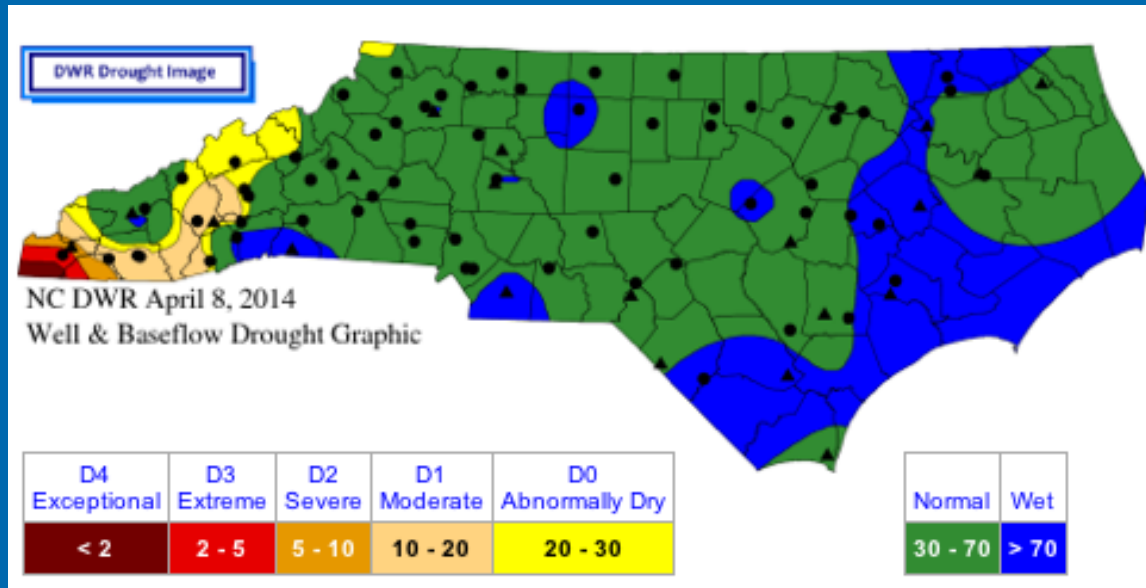 DWR Drought Image
NC DWR April 8, 2014
Well & Baseflow Drought Graphic
D4 D3 D2 D1 D0
Exceptional Extreme Severe Moderate Abnormally Dry Normal Wet
< 2 2 - 5 5 - 10 10 - 20 20 - 30 30 - 70 > 70